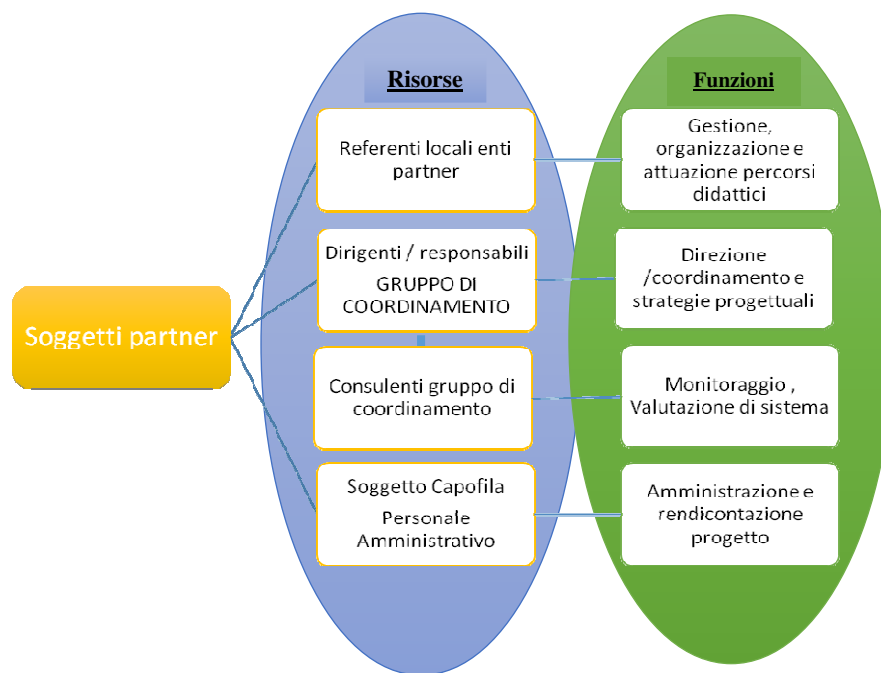 Risorse
Funzioni
Referenti locali enti
partner
Gestione,
organizzazione e
attuazione percorsi
didattici
Dirigenti / responsabili
GRUPPO DI
COORDINAMENTO
Direzione
/coordinamento e
strategie progettuali
Soggetti partner
Consulenti gruppo di
coordinamento
Monitoraggio ,
Valutazione di sistema
Soggetto Capofila
Personale
Amministrativo
Amministrazione e
rendicontazione
progetto